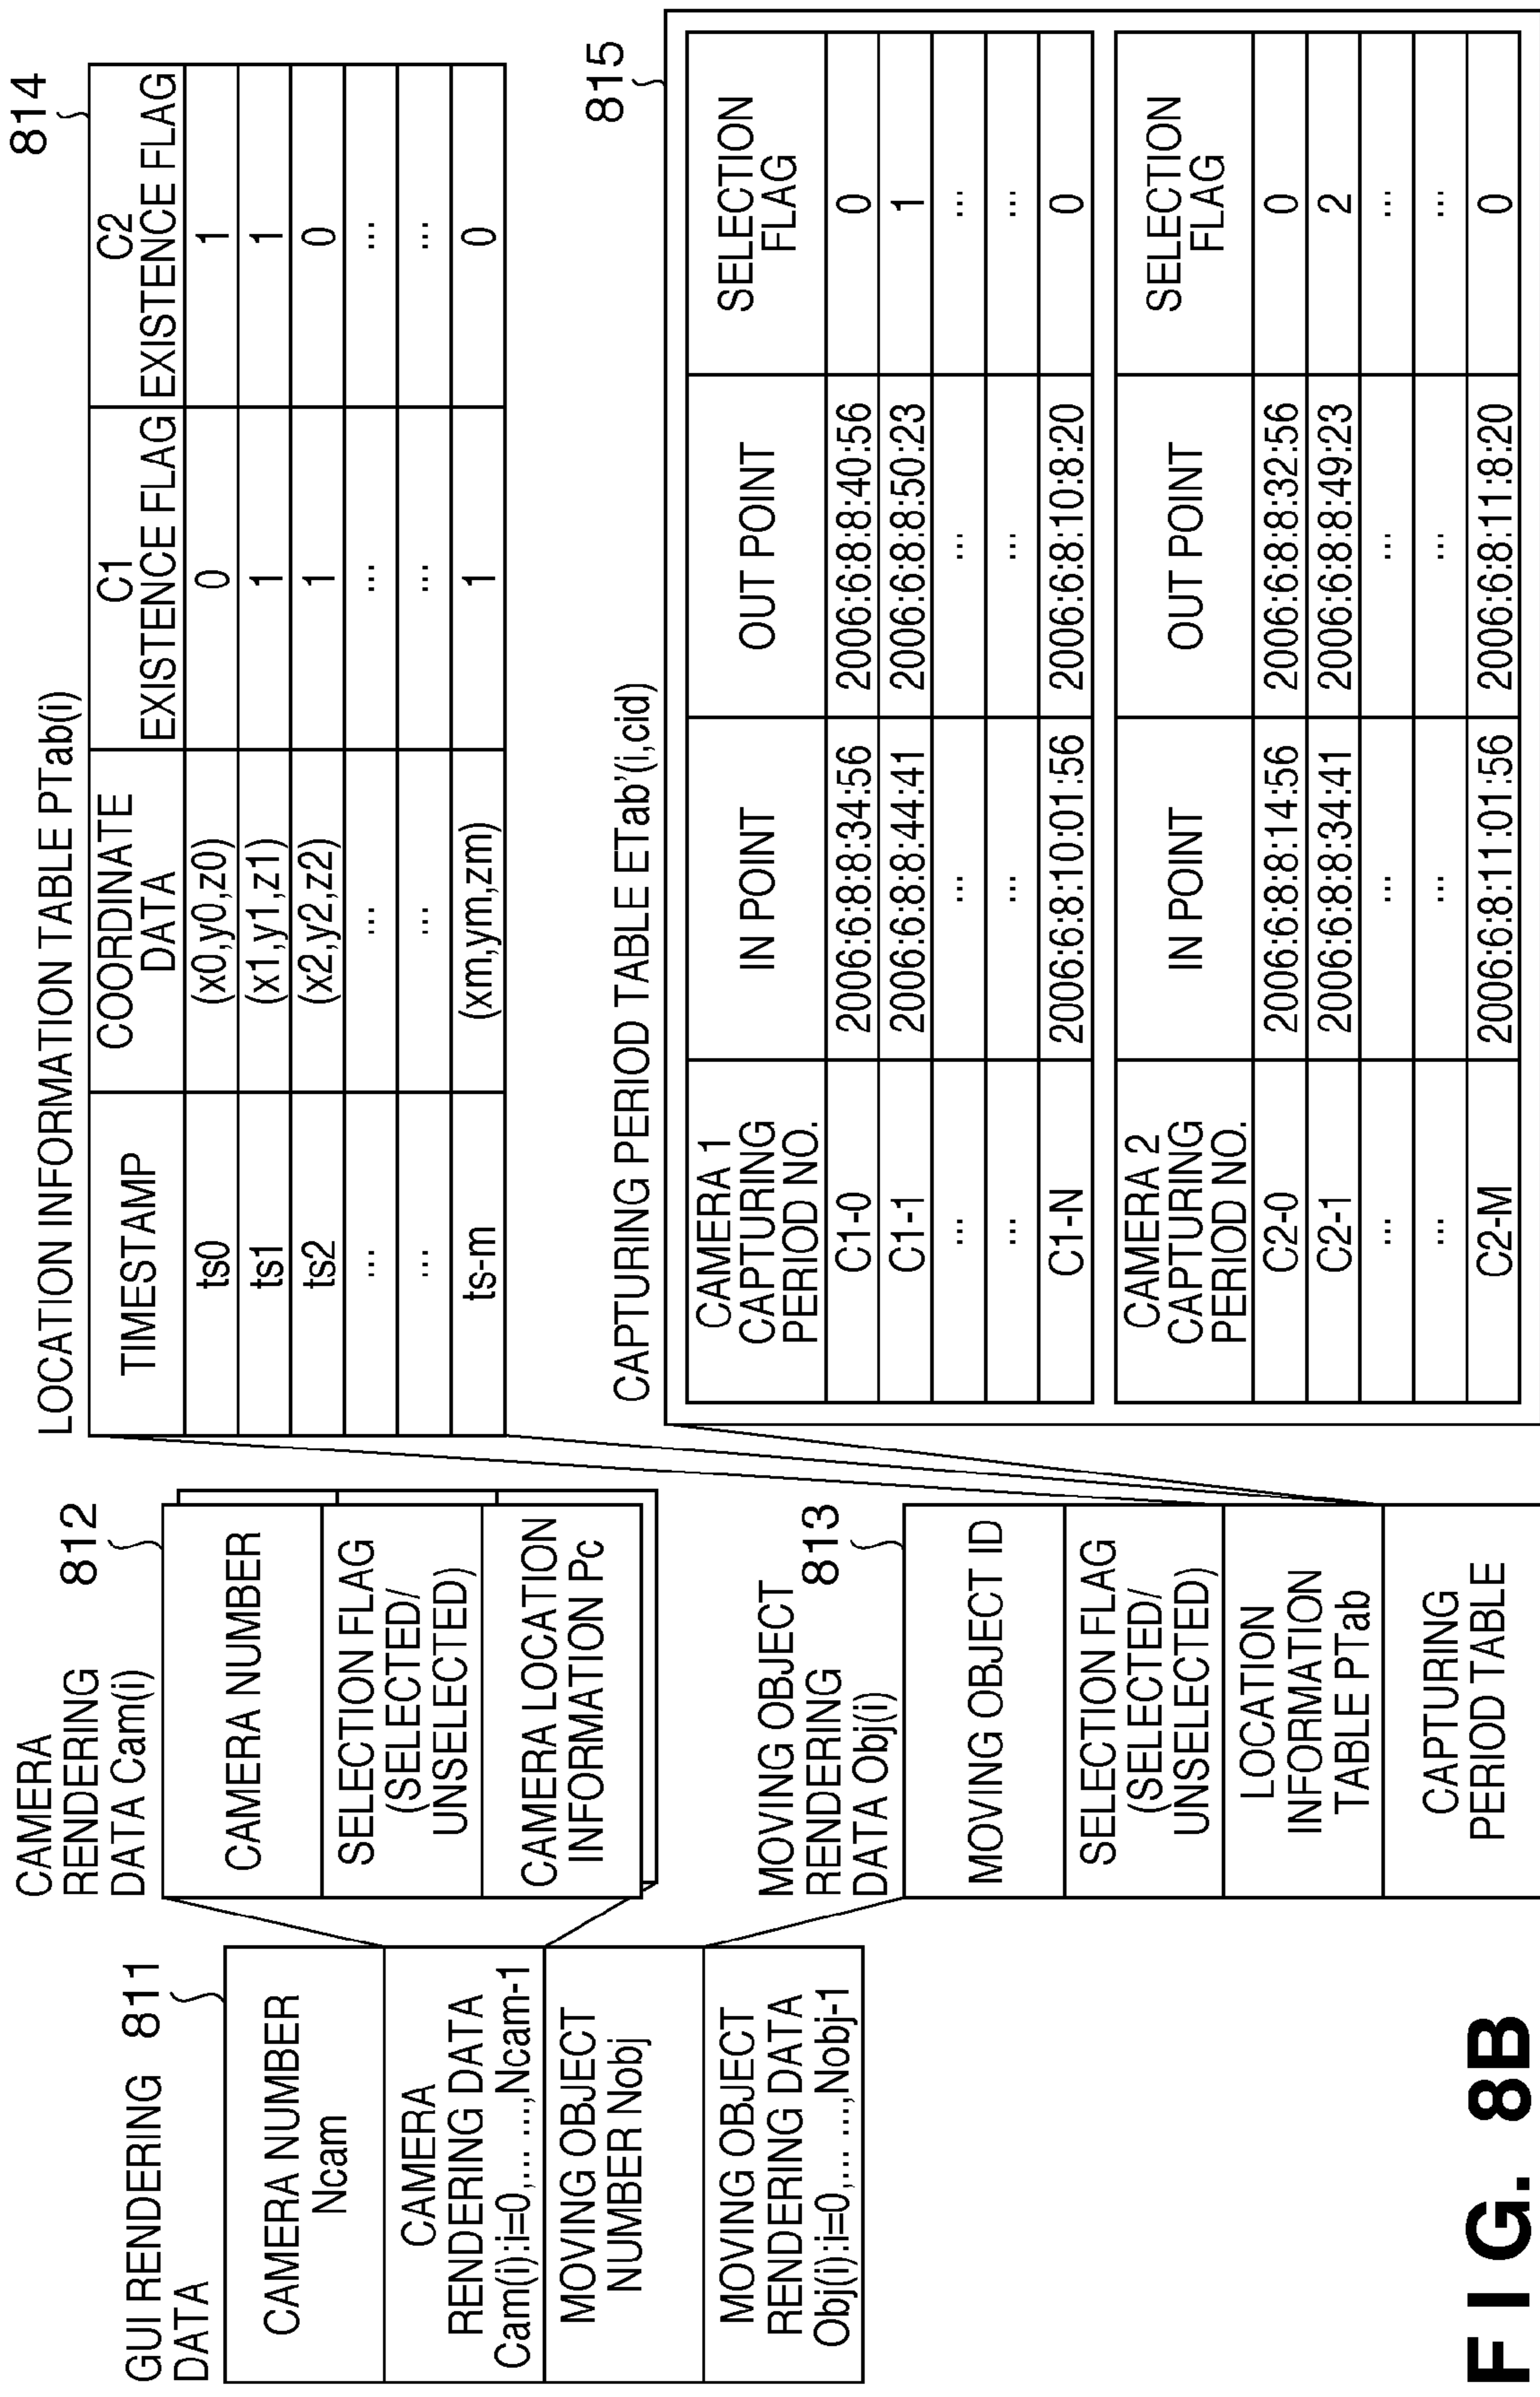 GUI RENDERING
DATA
811
CAMERA NUMBER
Ncam
CAMERA
RENDERING DATA
Cam(i):i=0,... ...,Ncam-1
MOVING OBJECT
NUMBER Nobj
MOVING OBJECT
RENDERING DATA
Obj(i):i=0,... ...,Nobj-1
CAMERA
RENDERING
DATA Cam(i)
812
CAMERA NUMBER
SELECTION FLAG
(SELECTED/
UNSELECTED)
CAMERA LOCATION
INFORMATION Pc
MOVING OBJECT
RENDERING
DATA Obj(i)
813
MOVING OBJECT ID
SELECTION FLAG
(SELECTED/
UNSELECTED)
LOCATION
INFORMATION
TABLE PTab
CAPTURING
PERIOD TABLE
LOCATION INFORMATION TABLE PTab(i)
814
TIMESTAMP
COORDINATE
DATA
C1
EXISTENCE FLAG
C2
EXISTENCE FLAG
ts0 (x0,y0,z0) 0 1
ts1 (x1,y1,z1) 1 1
ts2 (x2,y2,z2) 1 0
... ... ... ...
... ... ... ...
ts-m (xm,ym,zm) 1 0
CAPTURING PERIOD TABLE ETab'(i,cid)
815
CAMERA 1
CAPTURING
PERIOD NO.
IN POINT
OUT POINT
SELECTION
FLAG
C1-0 2006:6:8:8:34:56 2006:6:8:8:40:56 0
C1-1 2006:6:8:8:44:41 2006:6:8:8:50:23 1
... ... ... ...
... ... ... ...
C1-N 2006:6:8:10:01:56 2006:6:8:10:8:20 0
CAMERA 2
CAPTURING
PERIOD NO.
IN POINT
OUT POINT
SELECTION
FLAG
C2-0 2006:6:8:8:14:56 2006:6:8:8:32:56 0
C2-1 2006:6:8:8:34:41 2006:6:8:8:49:23 2
... ... ... ...
... ... ... ...
C2-M 2006:6:8:11:01:56 2006:6:8:11:8:20 0
FIG. 8B